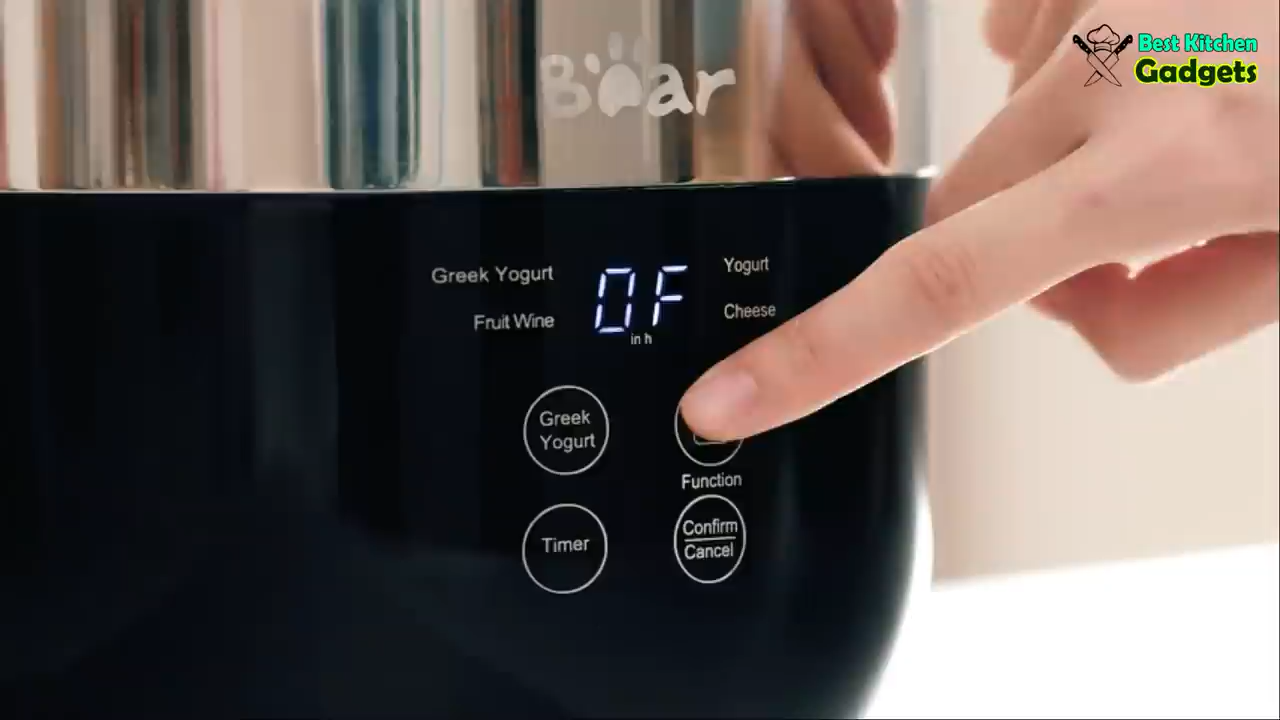 Bear
Best Kitchen
Gadgets
Greek Yogurt
Yogurt
0F
Fruit Wine
Cheese
in h
Greek
Yogurt
Function
Timer
Confirm
Cancel